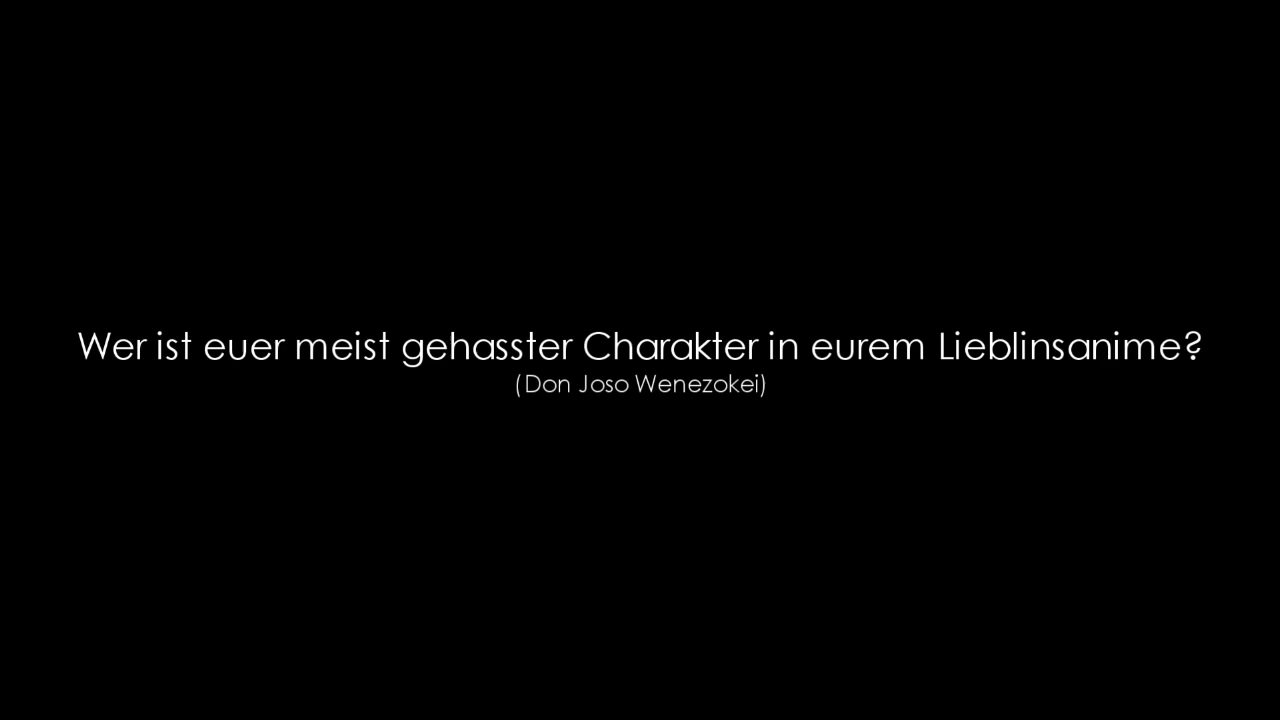 Wer ist euer meist gehasster Charakter in eurem Lieblinsanime?
(Don Joso Wenezokei)